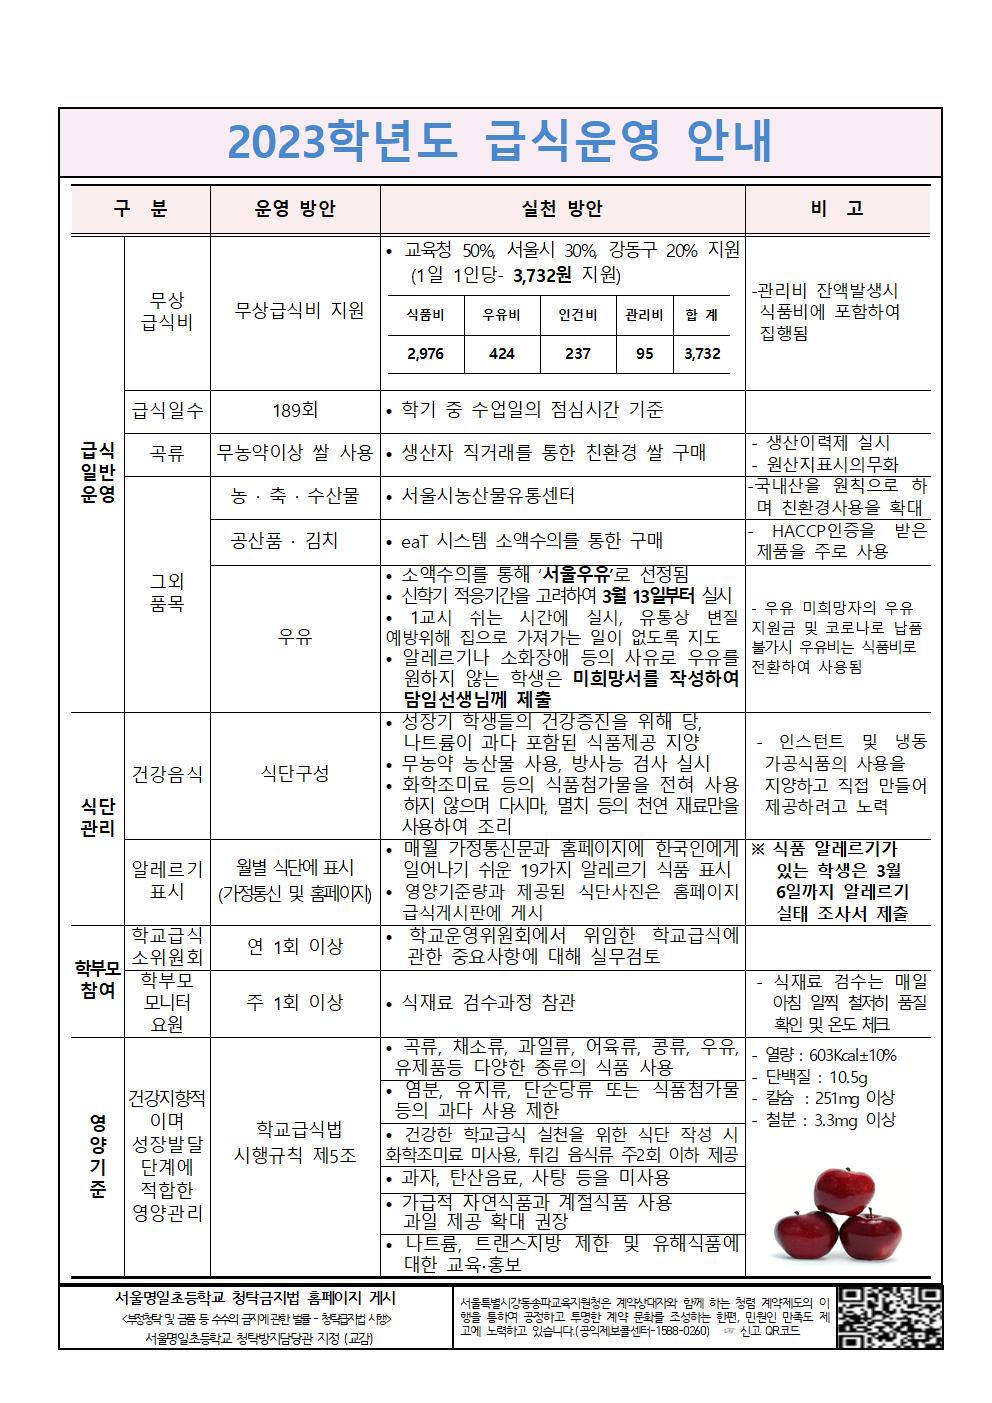 2023학년도 급식운영 안내
구 분 운영 방안 실천 방안 비 고
급식
일반
운영
무상
급식비
무상급식비 지원
• 교육청 50%, 서울시 30%, 강동구 20% 지원
(1일 1인당- 3,732원 지원)
식품비 우유비 인건비 관리비 합 계
2,976 424 237 95 3,732
-관리비 잔액발생시
식품비에 포함하여
집행됨
급식일수 189회 • 학기 중 수업일의 점심시간 기준
곡류 무농약이상 쌀 사용 • 생산자 직거래를 통한 친환경 쌀 구매
- 생산이력제 실시
- 원산지표시의무화
그외
품목
농 · 축 · 수산물 • 서울시농산물유통센터
-국내산을 원칙으로 하
며 친환경사용을 확대
공산품 · 김치 • eaT 시스템 소액수의를 통한 구매
- HACCP인증을 받은
제품을 주로 사용
우유
• 소액수의를 통해 ‘서울우유’로 선정됨
• 신학기 적응기간을 고려하여 3월 13일부터 실시
• 1교시 쉬는 시간에 실시, 유통상 변질
예방위해 집으로 가져가는 일이 없도록 지도
• 알레르기나 소화장애 등의 사유로 우유를
원하지 않는 학생은 미희망서를 작성하여
담임선생님께 제출
- 우유 미희망자의 우유
지원금 및 코로나로 납품
불가시 우유비는 식품비로
전환하여 사용됨
식단
관리
건강음식 식단구성
• 성장기 학생들의 건강증진을 위해 당,
나트륨이 과다 포함된 식품제공 지양
• 무농약 농산물 사용, 방사능 검사 실시
• 화학조미료 등의 식품첨가물을 전혀 사용
하지 않으며 다시마, 멸치 등의 천연 재료만을
사용하여 조리
- 인스턴트 및 냉동
가공식품의 사용을
지양하고 직접 만들어
제공하려고 노력
알레르기
표시
월별 식단에 표시
(가정통신 및 홈페이지)
• 매월 가정통신문과 홈페이지에 한국인에게
일어나기 쉬운 19가지 알레르기 식품 표시
• 영양기준량과 제공된 식단사진은 홈페이지
급식게시판에 게시
※ 식품 알레르기가
있는 학생은 3월
6일까지 알레르기
실태 조사서 제출
학부모
참여
학교급식
소위원회
연 1회 이상
• 학교운영위원회에서 위임한 학교급식에
관한 중요사항에 대해 실무검토
학부모
모니터
요원
주 1회 이상 • 식재료 검수과정 참관
- 식재료 검수는 매일
아침 일찍 철저히 품질
확인 및 온도 체크
영
양
기
준
건강지향적
이며
성장발달
단계에
적합한
영양관리
학교급식법
시행규칙 제5조
• 곡류, 채소류, 과일류, 어육류, 콩류, 우유,
유제품등 다양한 종류의 식품 사용
• 염분, 유지류, 단순당류 또는 식품첨가물
등의 과다 사용 제한
• 건강한 학교급식 실천을 위한 식단 작성 시
화학조미료 미사용, 튀김 음식류 주2회 이하 제공
• 과자, 탄산음료, 사탕 등을 미사용
• 가급적 자연식품과 계절식품 사용
과일 제공 확대 권장
• 나트륨, 트랜스지방 제한 및 유해식품에
대한 교육·홍보
- 열량 : 603Kcal±10%
- 단백질 : 10.5g
- 칼슘 : 251mg 이상
- 철분 : 3.3mg 이상
서울명일초등학교 청탁금지법 홈페이지 게시
<부정청탁 및 금품 등 수수의 금지에 관한 법률 - 청탁금지법 시행>
서울명일초등학교 청탁방지담당관 지정 (교감)
서울특별시강동송파교육지원청은 계약상대자와 함께 하는 청렴 계약제도의 이
행을 통하여 공정하고 투명한 계약 문화를 조성하는 한편, 민원인 만족도 제
고에 노력하고 있습니다.(공익제보콜센터-1588-0260) ☞ 신고 QR코드